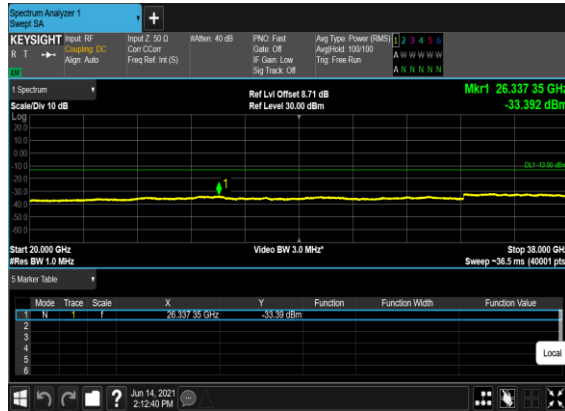 Spectrum Analyzer 1
Swept SA
+
KEYSIGHT Input: RF Input Z: 50 Ω #Atten: 40 dB PNO: Fast Avg Type: Power (RMS) 1 2 3 4 5 6
R T Coupling: DC Corr CCorr Gate: Off Avg|Hold: 100/100 A W W W W W
Align: Auto Freq Ref: Int (S) IF Gain: Low Trig: Free Run
Sig Track: Off A N N N N N
1 Spectrum
Ref Lvl Offset 8.71 dB Mkr1 26.337 35 GHz
Scale/Div 10 dB Ref Level 30.00 dBm -33.392 dBm
Log
20.0
10.0
0.00
-10.0
DL1 -13.00 dBm
-20.0
1
-30.0
-40.0
-50.0
-60.0
Start 20.000 GHz Video BW 3.0 MHz* Stop 38.000 GHz
#Res BW 1.0 MHz Sweep ~36.5 ms (40001 pts)
5 Marker Table
Mode Trace Scale X Y Function Function Width Function Value
1 N 1 f 26.337 35 GHz -33.39 dBm
2
3
4
5
6
Local
? Jun 14, 2021
2:12:40 PM